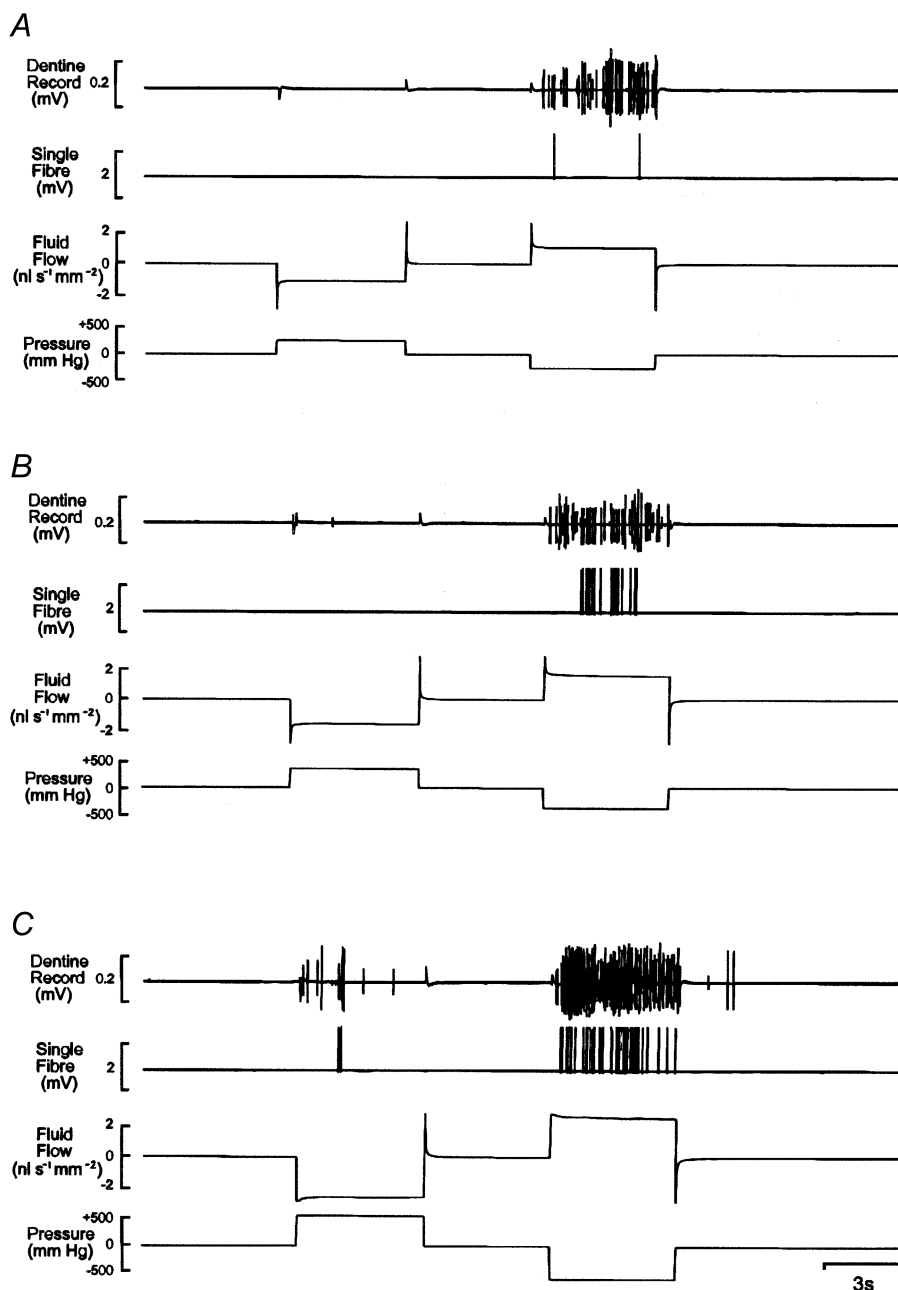 A
Dentine
Record 0.2
(mV)
Single
Fibre 2
(mV)
Fluid 2
Flow 0
(nl s⁻¹ mm⁻²) -2
+500
Pressure 0
(mm Hg) -500
B
Dentine
Record 0.2
(mV)
Single
Fibre 2
(mV)
Fluid 2
Flow 0
(nl s⁻¹ mm⁻²) -2
+500
Pressure 0
(mm Hg) -500
C
Dentine
Record 0.2
(mV)
Single
Fibre 2
(mV)
Fluid 2
Flow 0
(nl s⁻¹ mm⁻²) -2
+500
Pressure 0
(mm Hg) -500
3s